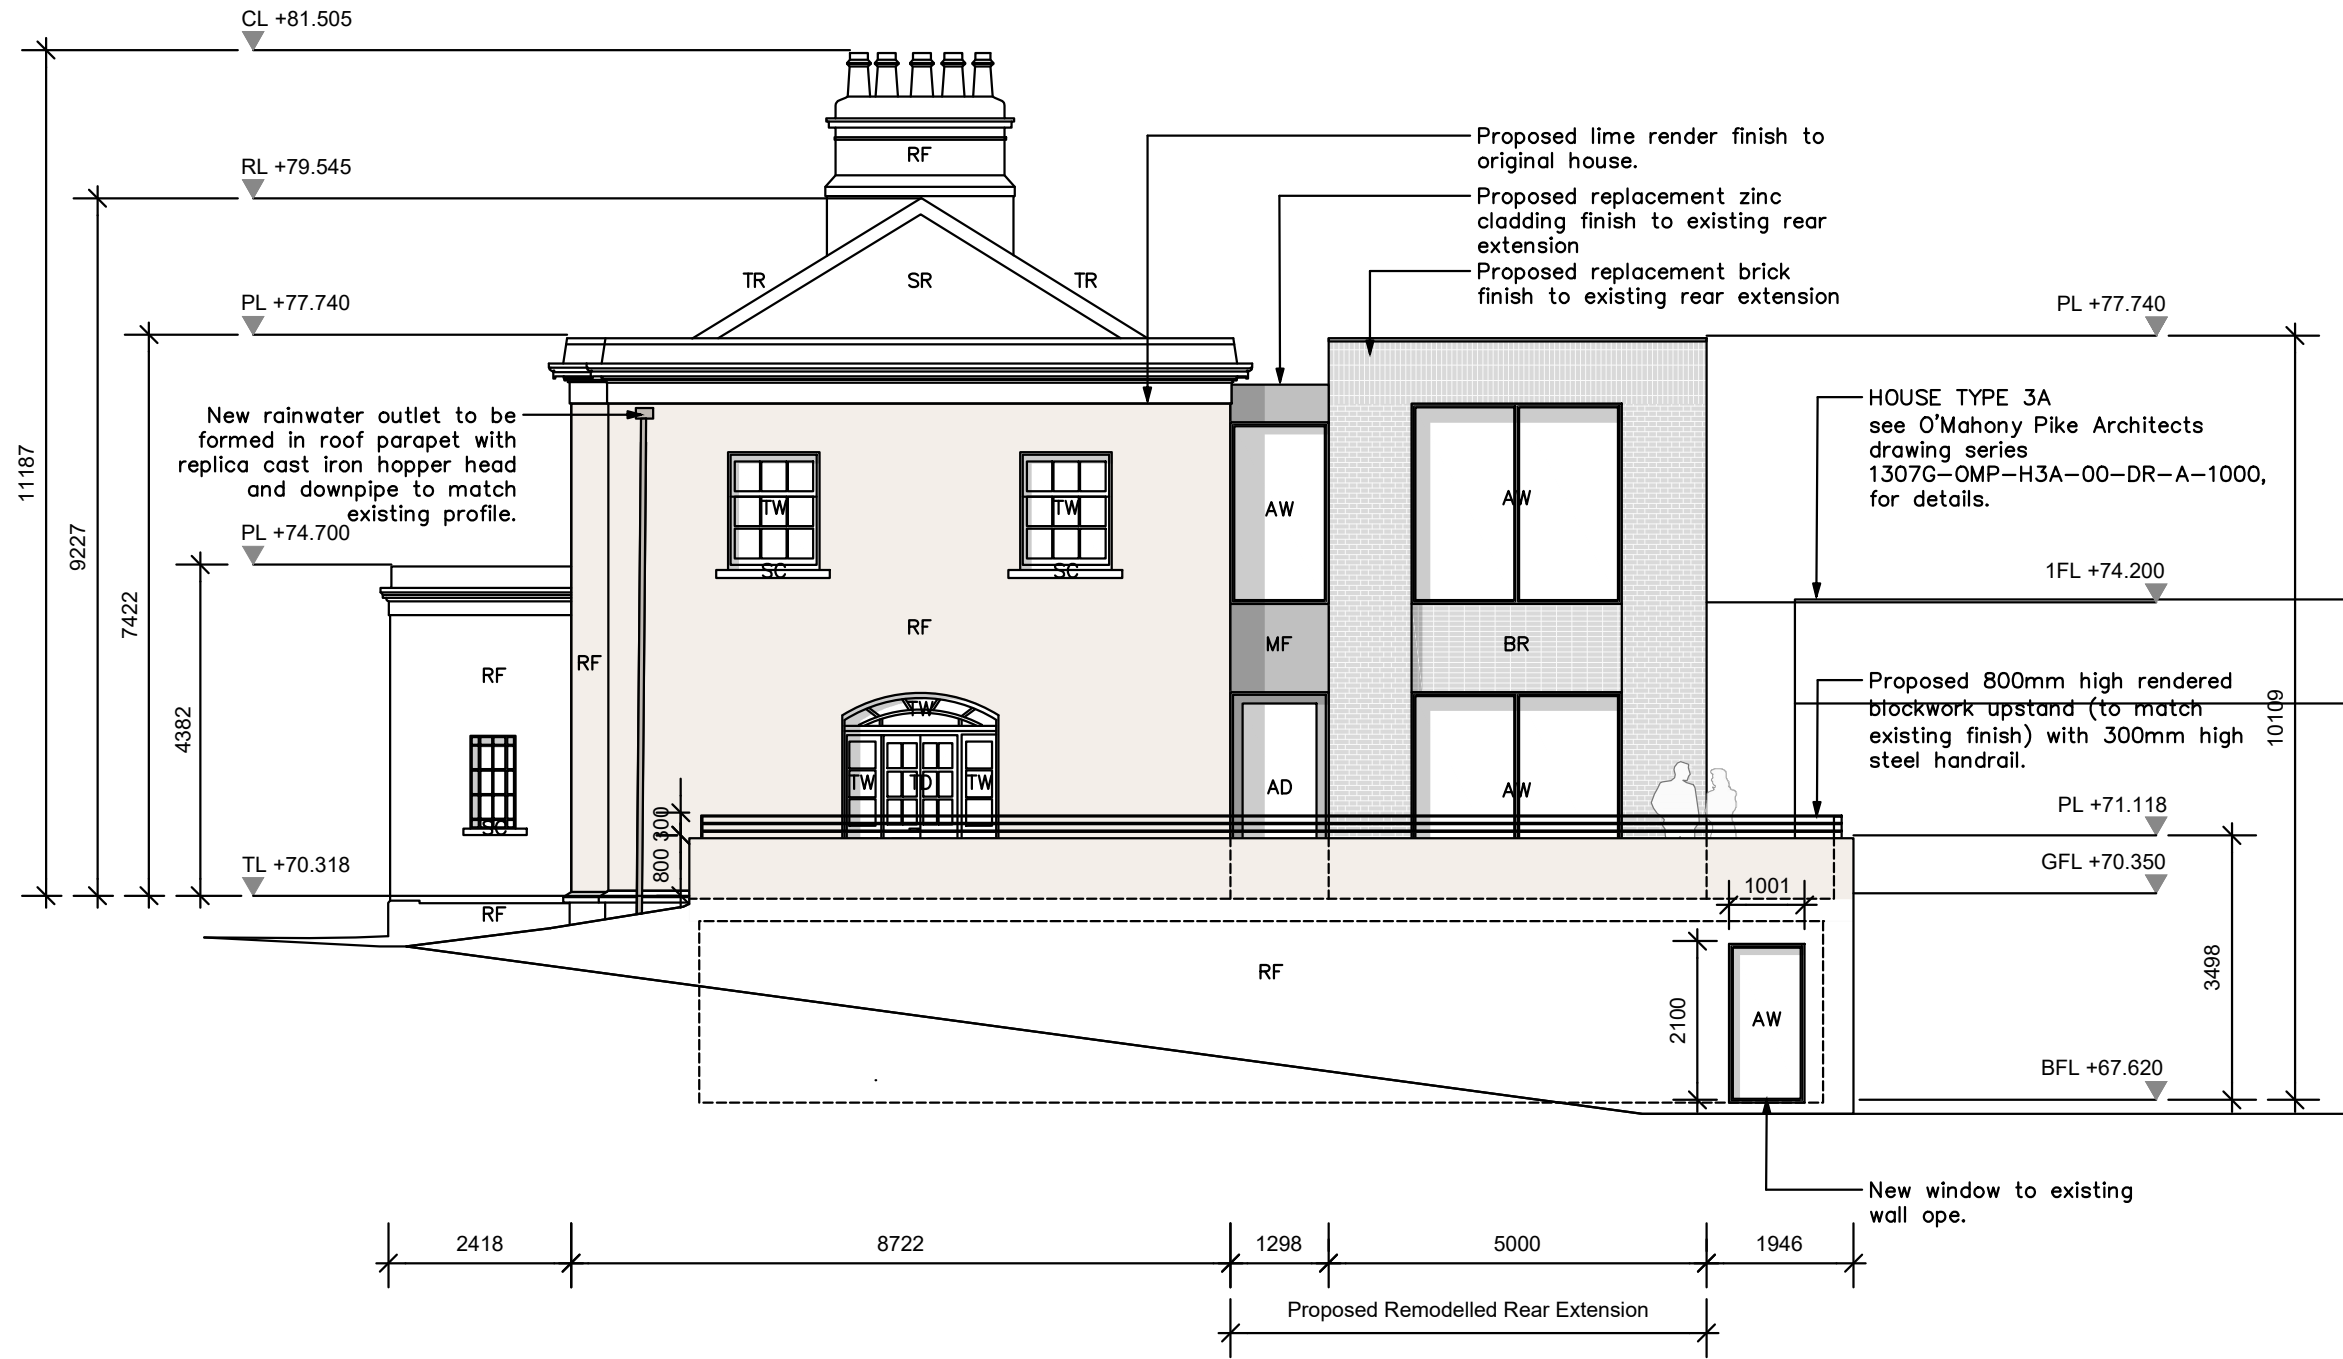 CL +81.505
RL +79.545
PL +77.740
New rainwater outlet to be
formed in roof parapet with
replica cast iron hopper head
and downpipe to match
existing profile.
PL +74.700
TL +70.318
11187
9227
7422
4382
RF
TR
SR
TR
Proposed lime render finish to
original house.
Proposed replacement zinc
cladding finish to existing rear
extension
Proposed replacement brick
finish to existing rear extension
PL +77.740
HOUSE TYPE 3A
see O'Mahony Pike Architects
drawing series
1307G-OMP-H3A-00-DR-A-1000,
for details.
1FL +74.200
Proposed 800mm high rendered
blockwork upstand (to match
existing finish) with 300mm high
steel handrail.
PL +71.118
GFL +70.350
BFL +67.620
10109
3498
TW
TW
SC
SC
AW
AW
RF
RF
RF
MF
BR
TW
TW
TD
TW
AD
AW
SC
800
300
RF
RF
1001
2100
AW
New window to existing
wall ope.
2418
8722
1298
5000
1946
Proposed Remodelled Rear Extension